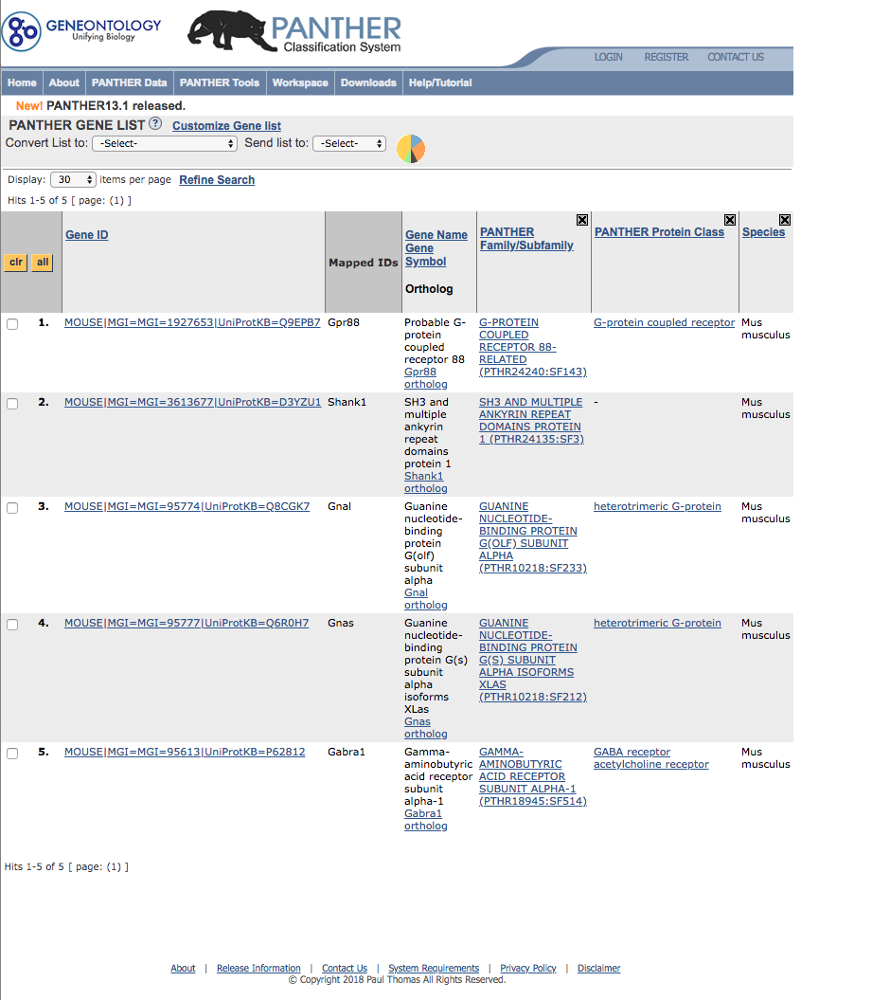 GENEONTOLOGY
Unifying Biology
PANTHER
Classification System
LOGIN REGISTER CONTACT US
Home About PANTHER Data PANTHER Tools Workspace Downloads Help/Tutorial
New! PANTHER13.1 released.
PANTHER GENE LIST ? Customize Gene list
Convert List to: -Select- Send list to: -Select-
Display: 30 items per page Refine Search
Hits 1-5 of 5 [ page: (1) ]
clr all
Gene ID
Mapped IDs
Gene Name
Gene
Symbol
Ortholog
PANTHER
Family/Subfamily
PANTHER Protein Class
Species
1. MOUSE|MGI=MGI=1927653|UniProtKB=Q9EPB7
Gpr88
Probable G-
protein
coupled
receptor 88
Gpr88
ortholog
G-PROTEIN
COUPLED
RECEPTOR 88-
RELATED
(PTHR24240:SF143)
G-protein coupled receptor
Mus
musculus
2. MOUSE|MGI=MGI=3613677|UniProtKB=D3YZU1
Shank1
SH3 and
multiple
ankyrin
repeat
domains
protein 1
Shank1
ortholog
SH3 AND MULTIPLE
ANKYRIN REPEAT
DOMAINS PROTEIN
1 (PTHR24135:SF3)
-
Mus
musculus
3. MOUSE|MGI=MGI=95774|UniProtKB=Q8CGK7
Gnal
Guanine
nucleotide-
binding
protein
G(olf)
subunit
alpha
Gnal
ortholog
GUANINE
NUCLEOTIDE-
BINDING PROTEIN
G(OLF) SUBUNIT
ALPHA
(PTHR10218:SF233)
heterotrimeric G-protein
Mus
musculus
4. MOUSE|MGI=MGI=95777|UniProtKB=Q6R0H7
Gnas
Guanine
nucleotide-
binding
protein G(s)
subunit
alpha
isoforms
XLas
Gnas
ortholog
GUANINE
NUCLEOTIDE-
BINDING PROTEIN
G(S) SUBUNIT
ALPHA ISOFORMS
XLAS
(PTHR10218:SF212)
heterotrimeric G-protein
Mus
musculus
5. MOUSE|MGI=MGI=95613|UniProtKB=P62812
Gabra1
Gamma-
aminobutyric
acid receptor
subunit
alpha-1
Gabra1
ortholog
GAMMA-
AMINOBUTYRIC
ACID RECEPTOR
SUBUNIT ALPHA-1
(PTHR18945:SF514)
GABA receptor
acetylcholine receptor
Mus
musculus
Hits 1-5 of 5 [ page: (1) ]
About | Release Information | Contact Us | System Requirements | Privacy Policy | Disclaimer
© Copyright 2018 Paul Thomas All Rights Reserved.